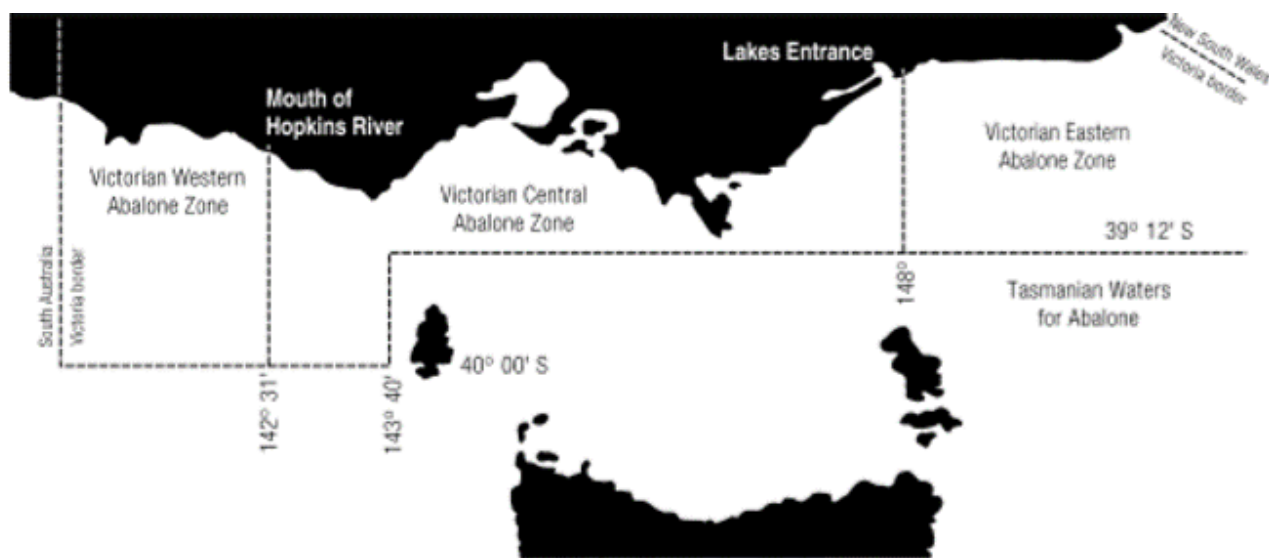 New South Wales
Victoria border
Lakes Entrance
Mouth of
Hopkins River
Victorian Eastern
Abalone Zone
Victorian Western
Abalone Zone
Victorian Central
Abalone Zone
39° 12' S
South Australia
Victoria border
148°
Tasmanian Waters
for Abalone
40° 00' S
142° 31'
143° 40'